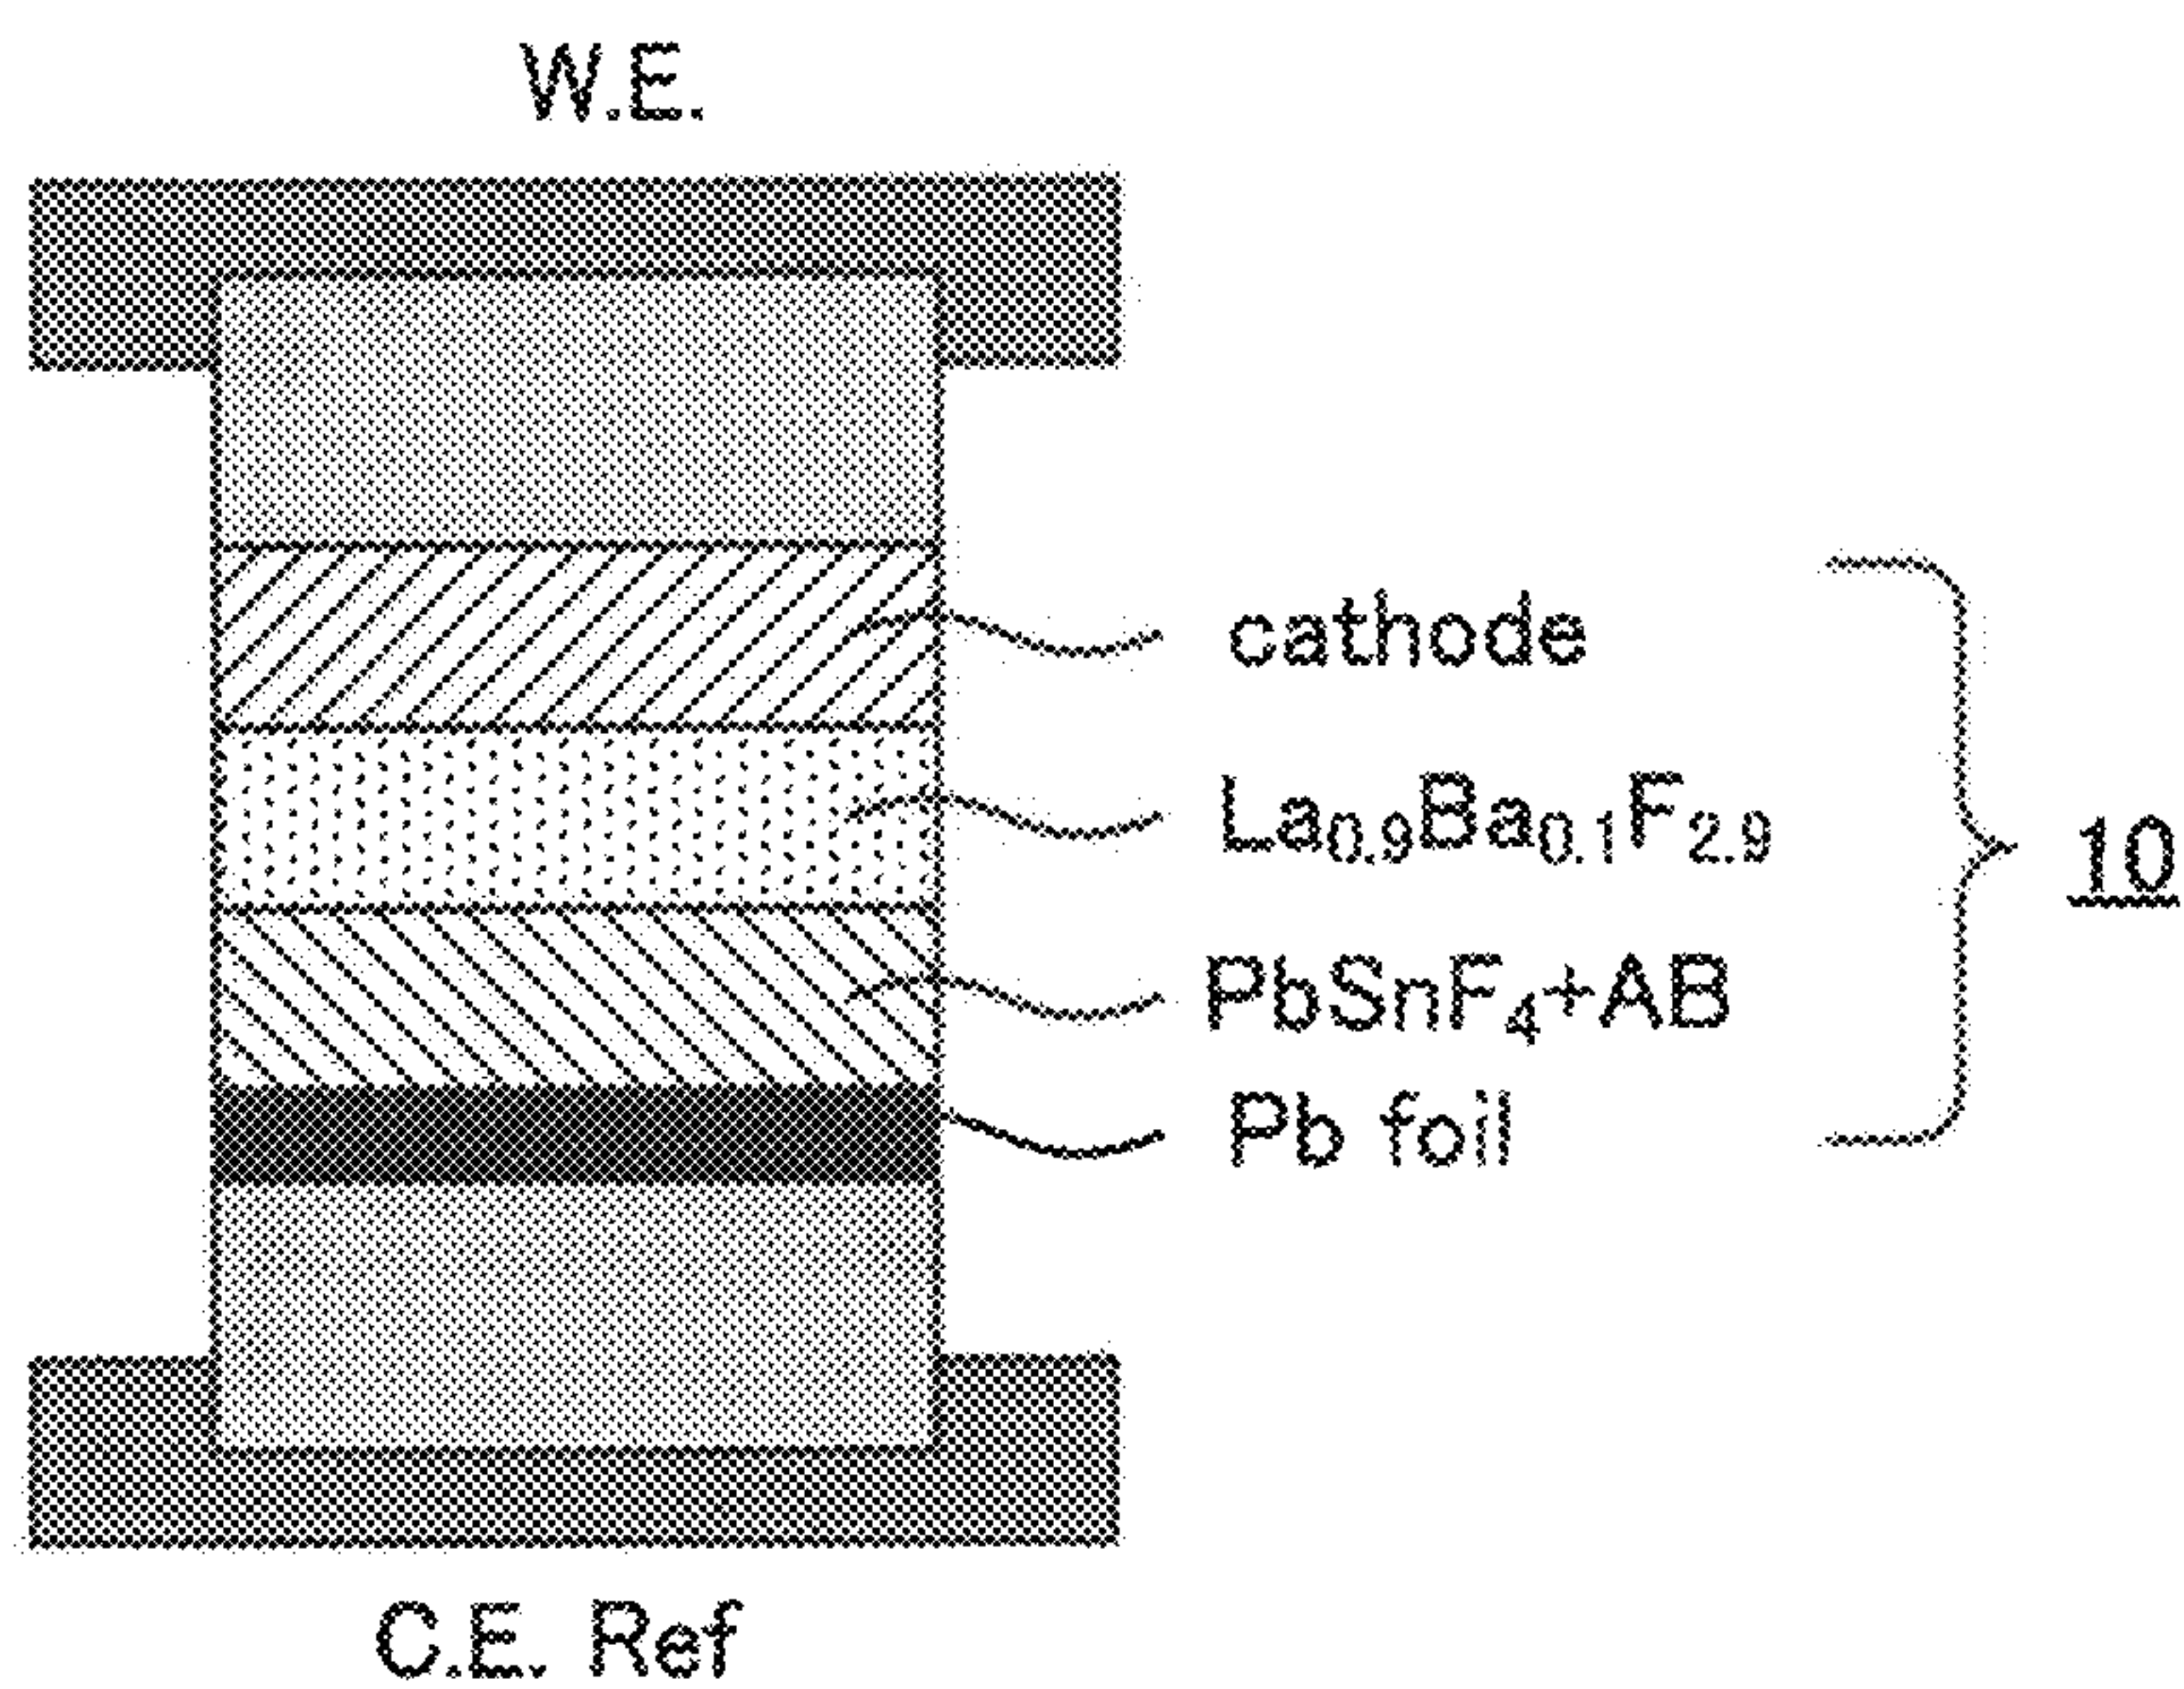 W.E.
cathode
La0.9Ba0.1F2.9
PbSnF4+AB
Pb foil
10
C.E. Ref